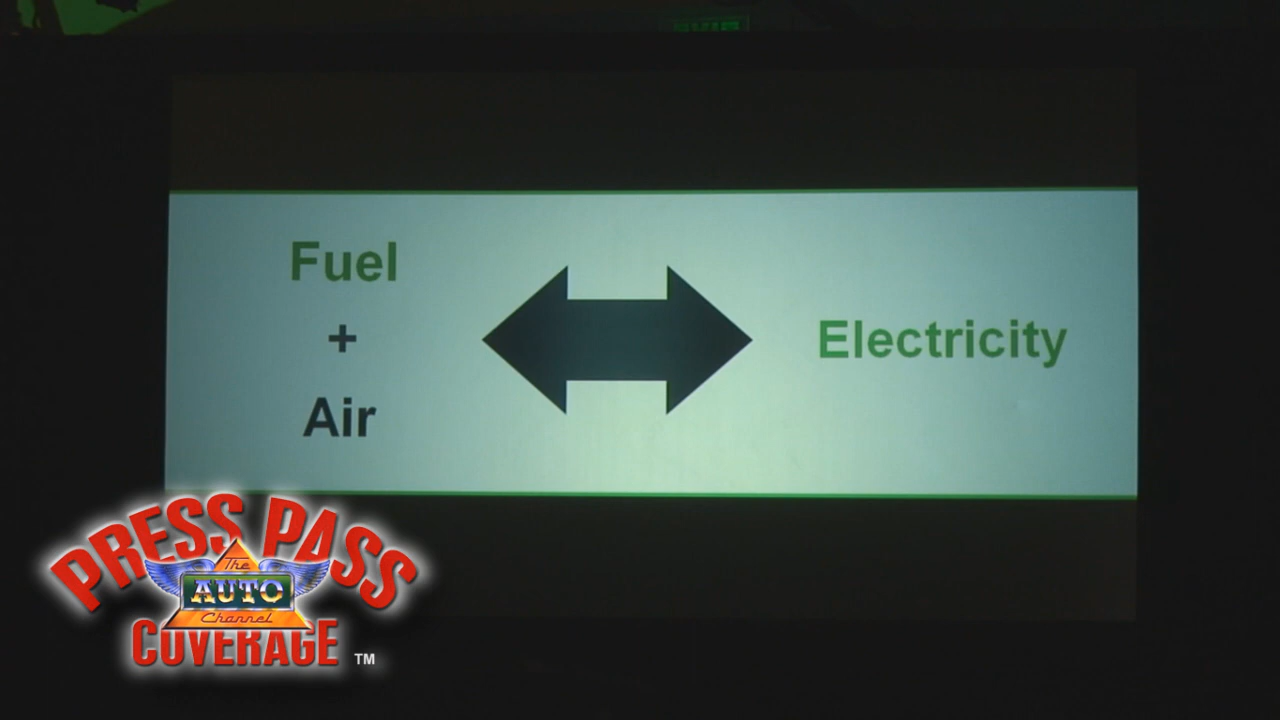 Fuel
+
Air
Electricity
PRESS PASS
The
AUTO
Channel
COVERAGE ™